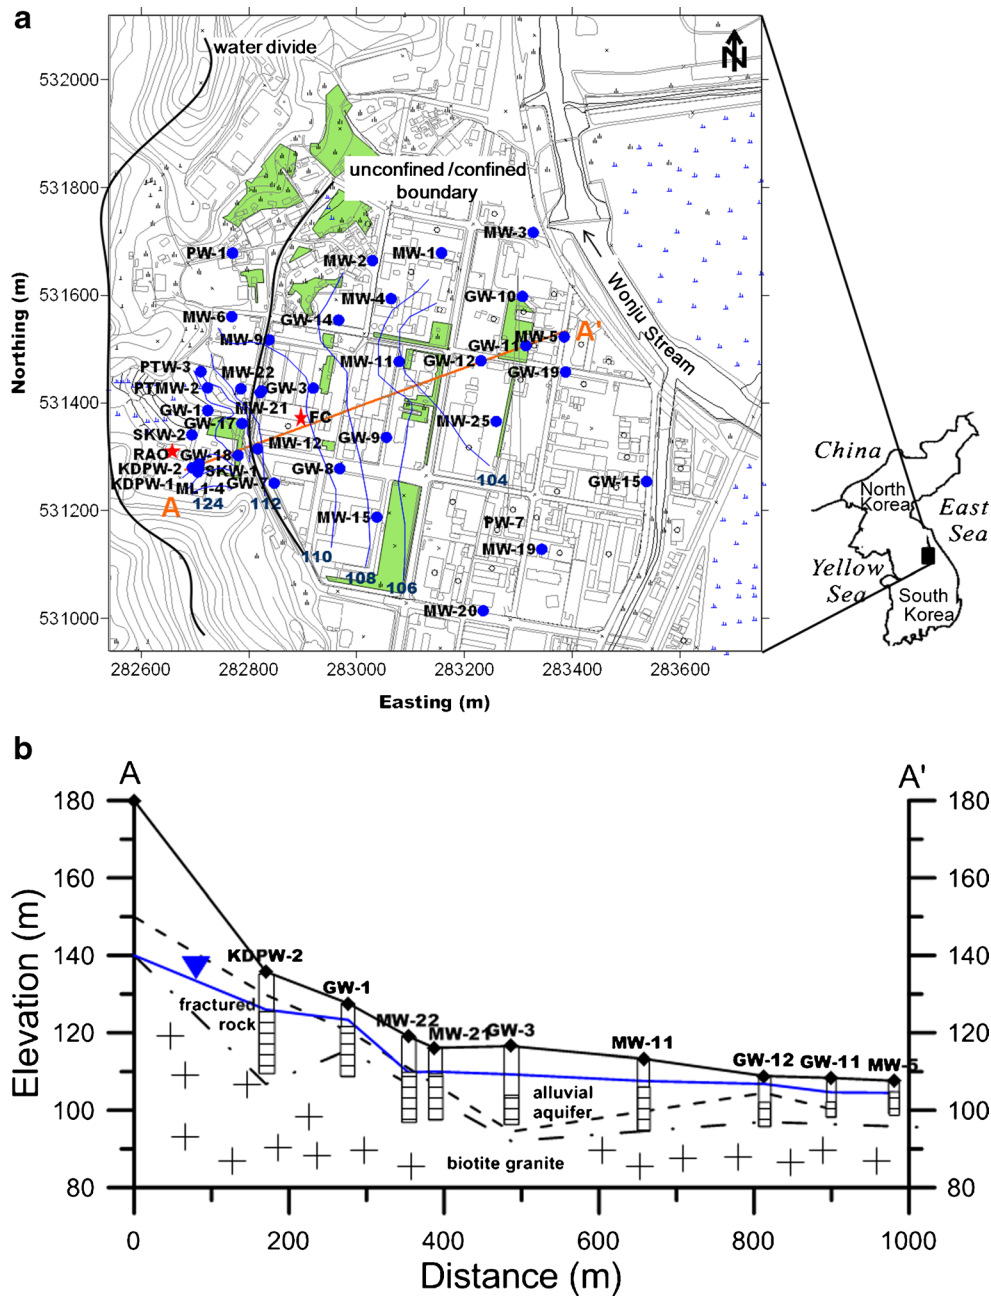 a
N
water divide
532000
unconfined /confined
boundary
531800
MW-3
PW-1
MW-2
MW-1
Northing (m)
531600
MW-4
GW-10
Wonju Stream
MW-6
GW-14
MW-9
MW-5
A'
GW-11
PTW-3
MW-22
MW-11
GW-12
GW-19
PTMW-2
GW-3
531400
GW-1
MW-21
FC
GW-17
MW-25
SKW-2
MW-12
GW-9
RAO
GW-18
KDPW-2
SKW-1
GW-8
104
KDPW-1
ML1-4
GW-7
GW-15
A
124
112
531200
MW-15
PW-7
MW-19
110
108
106
531000
MW-20
282600
282800
283000
283200
283400
283600
Easting (m)
China
North
Korea
East
Sea
Yellow
Sea
South
Korea
b
A
A'
180
180
160
160
Elevation (m)
140
KDPW-2
140
fractured
rock
GW-1
120
MW-22
MW-21
GW-3
MW-11
120
GW-12
GW-11
MW-5
alluvial
aquifer
100
100
biotite granite
80
80
0
200
400
600
800
1000
Distance (m)